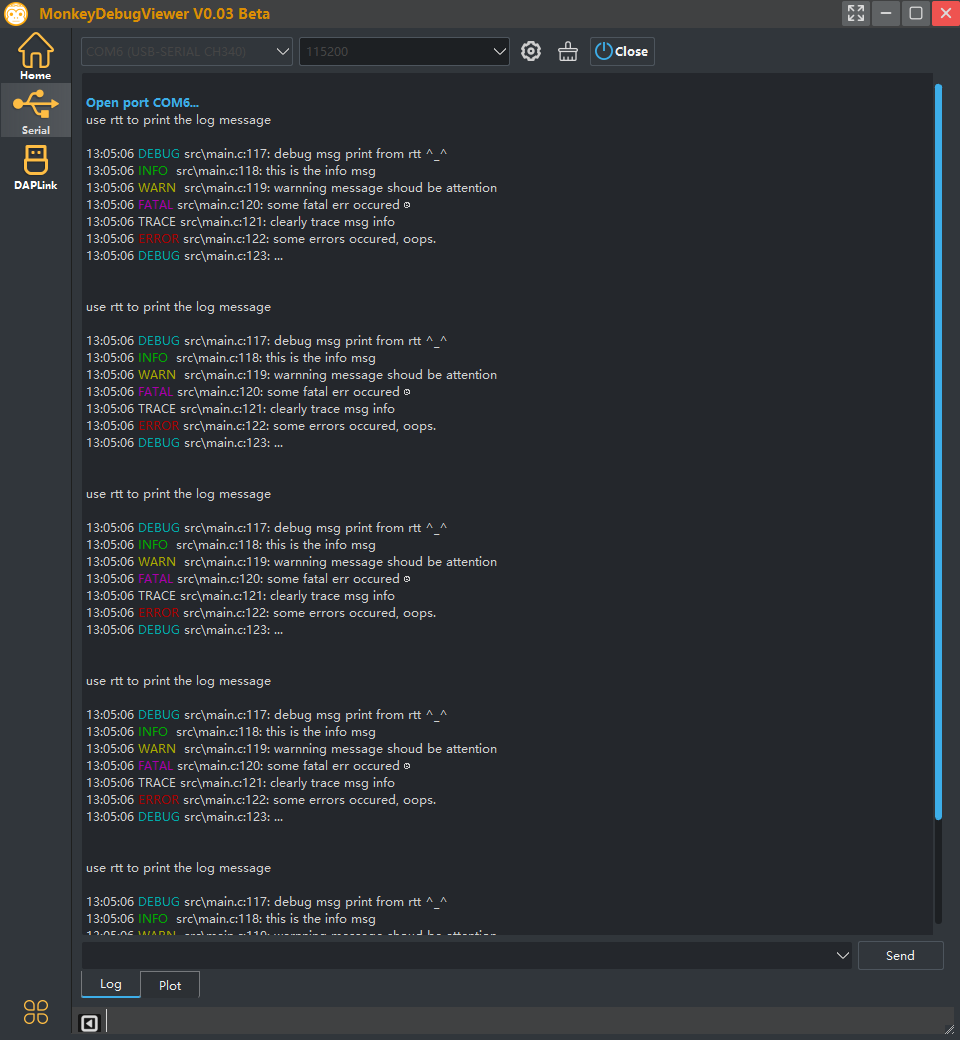 MonkeyDebugViewer V0.03 Beta
COM6 (USB-SERIAL CH340)
115200
Close
Home
Serial
DAPLink
Open port COM6...
use rtt to print the log message
13:05:06 DEBUG src\main.c:117: debug msg print from rtt ^_^
13:05:06 INFO  src\main.c:118: this is the info msg
13:05:06 WARN  src\main.c:119: warnning message shoud be attention
13:05:06 FATAL src\main.c:120: some fatal err occured
13:05:06 TRACE src\main.c:121: clearly trace msg info
13:05:06 ERROR src\main.c:122: some errors occured, oops.
13:05:06 DEBUG src\main.c:123: ...
use rtt to print the log message
13:05:06 DEBUG src\main.c:117: debug msg print from rtt ^_^
13:05:06 INFO  src\main.c:118: this is the info msg
13:05:06 WARN  src\main.c:119: warnning message shoud be attention
13:05:06 FATAL src\main.c:120: some fatal err occured
13:05:06 TRACE src\main.c:121: clearly trace msg info
13:05:06 ERROR src\main.c:122: some errors occured, oops.
13:05:06 DEBUG src\main.c:123: ...
use rtt to print the log message
13:05:06 DEBUG src\main.c:117: debug msg print from rtt ^_^
13:05:06 INFO  src\main.c:118: this is the info msg
13:05:06 WARN  src\main.c:119: warnning message shoud be attention
13:05:06 FATAL src\main.c:120: some fatal err occured
13:05:06 TRACE src\main.c:121: clearly trace msg info
13:05:06 ERROR src\main.c:122: some errors occured, oops.
13:05:06 DEBUG src\main.c:123: ...
use rtt to print the log message
13:05:06 DEBUG src\main.c:117: debug msg print from rtt ^_^
13:05:06 INFO  src\main.c:118: this is the info msg
13:05:06 WARN  src\main.c:119: warnning message shoud be attention
13:05:06 FATAL src\main.c:120: some fatal err occured
13:05:06 TRACE src\main.c:121: clearly trace msg info
13:05:06 ERROR src\main.c:122: some errors occured, oops.
13:05:06 DEBUG src\main.c:123: ...
use rtt to print the log message
13:05:06 DEBUG src\main.c:117: debug msg print from rtt ^_^
13:05:06 INFO  src\main.c:118: this is the info msg
13:05:06 WARN  src\main.c:119: warnning message shoud be attention
Send
Log
Plot